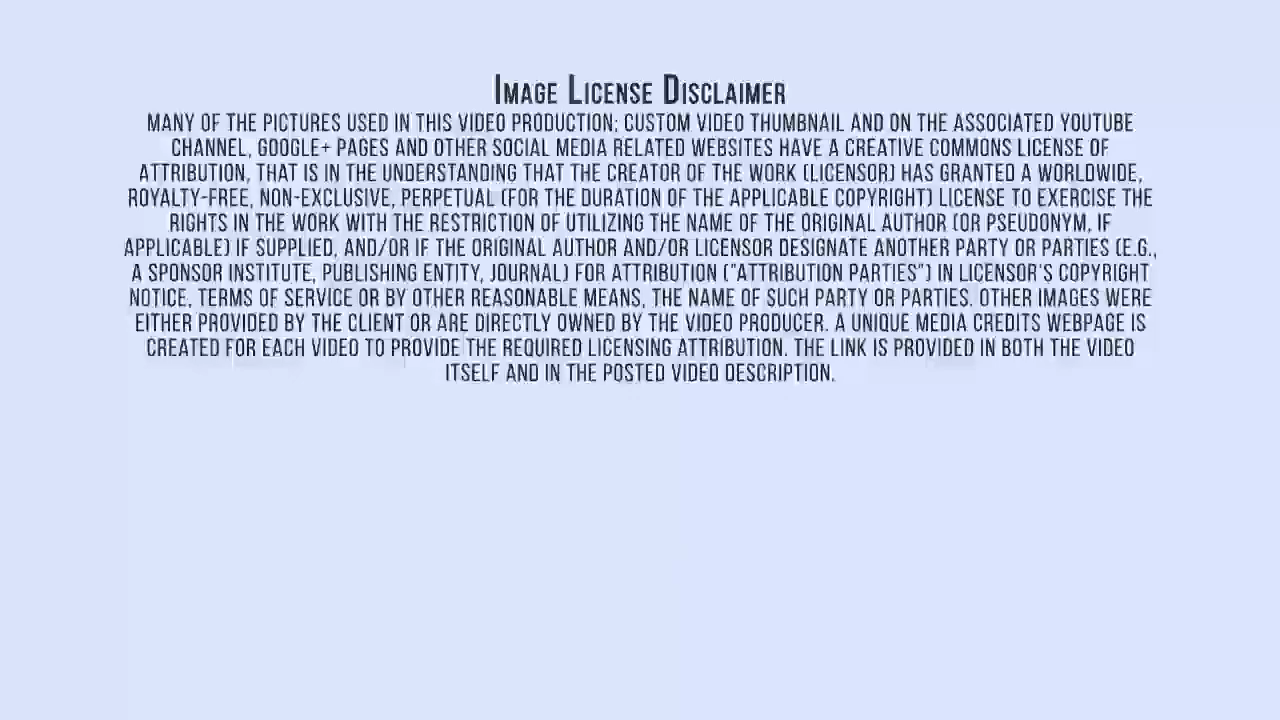 Image License Disclaimer
MANY OF THE PICTURES USED IN THIS VIDEO PRODUCTION; CUSTOM VIDEO THUMBNAIL AND ON THE ASSOCIATED YOUTUBE
CHANNEL, GOOGLE+ PAGES AND OTHER SOCIAL MEDIA RELATED WEBSITES HAVE A CREATIVE COMMONS LICENSE OF
ATTRIBUTION, THAT IS IN THE UNDERSTANDING THAT THE CREATOR OF THE WORK (LICENSOR) HAS GRANTED A WORLDWIDE,
ROYALTY-FREE, NON-EXCLUSIVE, PERPETUAL (FOR THE DURATION OF THE APPLICABLE COPYRIGHT) LICENSE TO EXERCISE THE
RIGHTS IN THE WORK WITH THE RESTRICTION OF UTILIZING THE NAME OF THE ORIGINAL AUTHOR (OR PSEUDONYM, IF
APPLICABLE) IF SUPPLIED, AND/OR IF THE ORIGINAL AUTHOR AND/OR LICENSOR DESIGNATE ANOTHER PARTY OR PARTIES (E.G.,
A SPONSOR INSTITUTE, PUBLISHING ENTITY, JOURNAL) FOR ATTRIBUTION ("ATTRIBUTION PARTIES") IN LICENSOR'S COPYRIGHT
NOTICE, TERMS OF SERVICE OR BY OTHER REASONABLE MEANS, THE NAME OF SUCH PARTY OR PARTIES. OTHER IMAGES WERE
EITHER PROVIDED BY THE CLIENT OR ARE DIRECTLY OWNED BY THE VIDEO PRODUCER. A UNIQUE MEDIA CREDITS WEBPAGE IS
CREATED FOR EACH VIDEO TO PROVIDE THE REQUIRED LICENSING ATTRIBUTION. THE LINK IS PROVIDED IN BOTH THE VIDEO
ITSELF AND IN THE POSTED VIDEO DESCRIPTION.